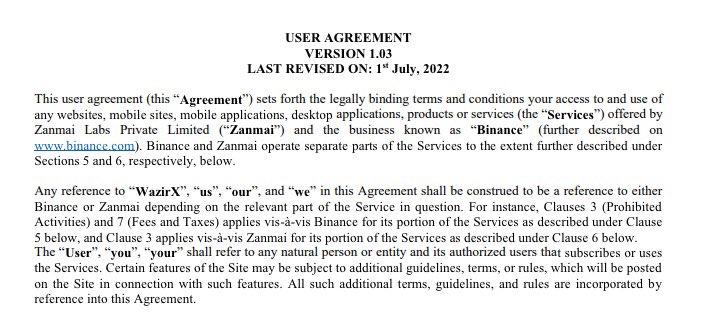 USER AGREEMENT
VERSION 1.03
LAST REVISED ON: 1st July, 2022
This user agreement (this “Agreement”) sets forth the legally binding terms and conditions your access to and use of
any websites, mobile sites, mobile applications, desktop applications, products or services (the “Services”) offered by
Zanmai Labs Private Limited (“Zanmai”) and the business known as “Binance” (further described on
www.binance.com). Binance and Zanmai operate separate parts of the Services to the extent further described under
Sections 5 and 6, respectively, below.
Any reference to “WazirX”, “us”, “our”, and “we” in this Agreement shall be construed to be a reference to either
Binance or Zanmai depending on the relevant part of the Service in question. For instance, Clauses 3 (Prohibited
Activities) and 7 (Fees and Taxes) applies vis-à-vis Binance for its portion of the Services as described under Clause
5 below, and Clause 3 applies vis-à-vis Zanmai for its portion of the Services as described under Clause 6 below.
The “User”, “you”, “your” shall refer to any natural person or entity and its authorized users that subscribes or uses
the Services. Certain features of the Site may be subject to additional guidelines, terms, or rules, which will be posted
on the Site in connection with such features. All such additional terms, guidelines, and rules are incorporated by
reference into this Agreement.